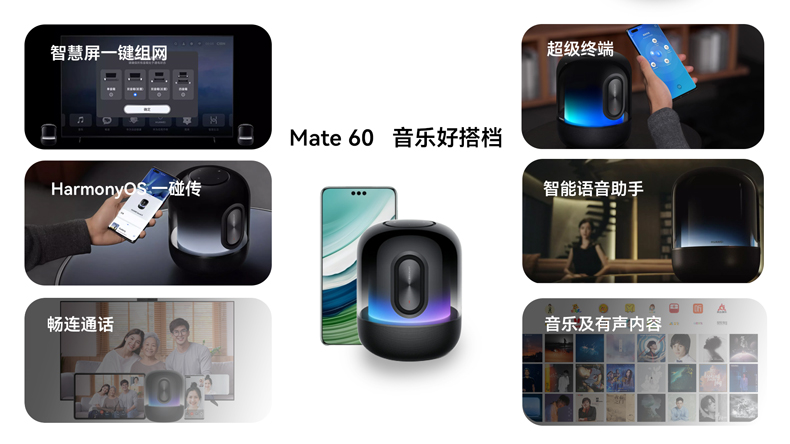 智慧屏一键组网
超级终端
Mate 60 音乐好搭档
HarmonyOS 一碰传
智能语音助手
畅连通话
音乐及有声内容